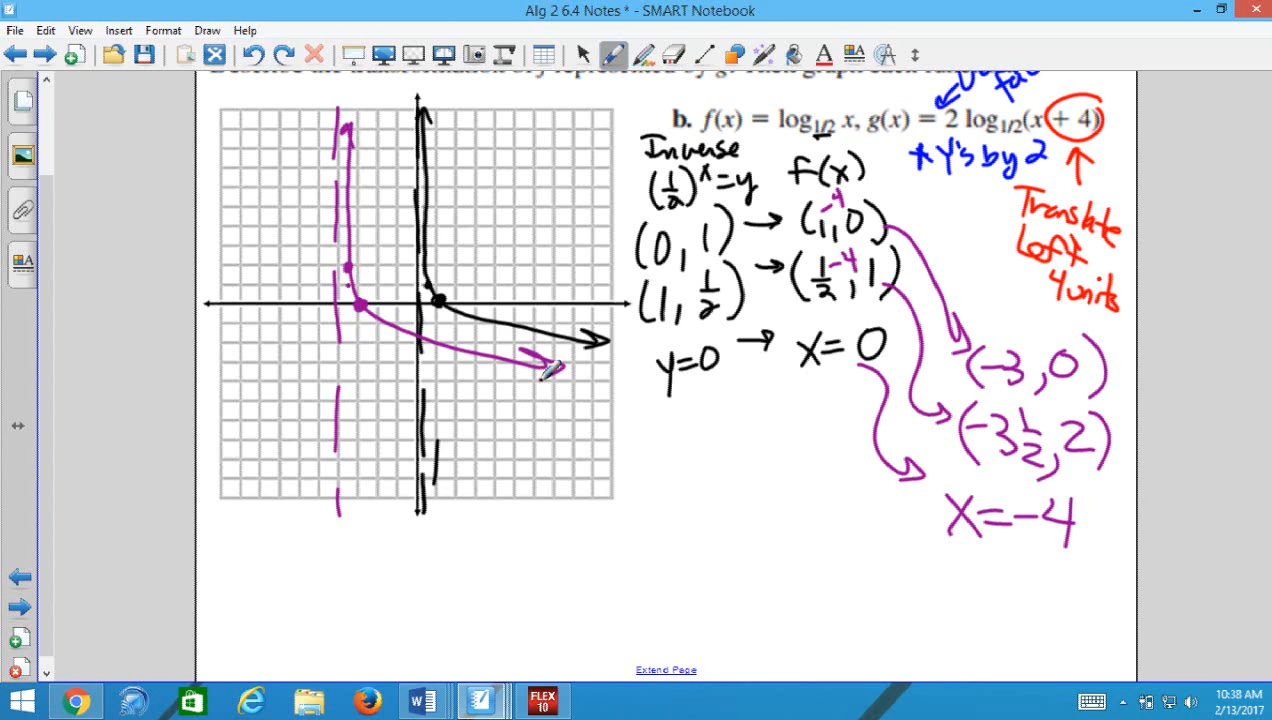 Alg 2 6.4 Notes * - SMART Notebook
File Edit View Insert Format Draw Help
b. f(x) = log1/2 x, g(x) = 2 log1/2(x + 4)
Inverse
(1/2)^x = y
f(x)
* y's by 2
Translate
Left
4 units
(0, 1) → (1, 0)
-4
(1, 1/2) → (1/2, 1)
-4
y=0 → x=0
(-3, 0)
(-3 1/2, 2)
x=-4
Extend Page
FLEX
10
10:38 AM
2/13/2017